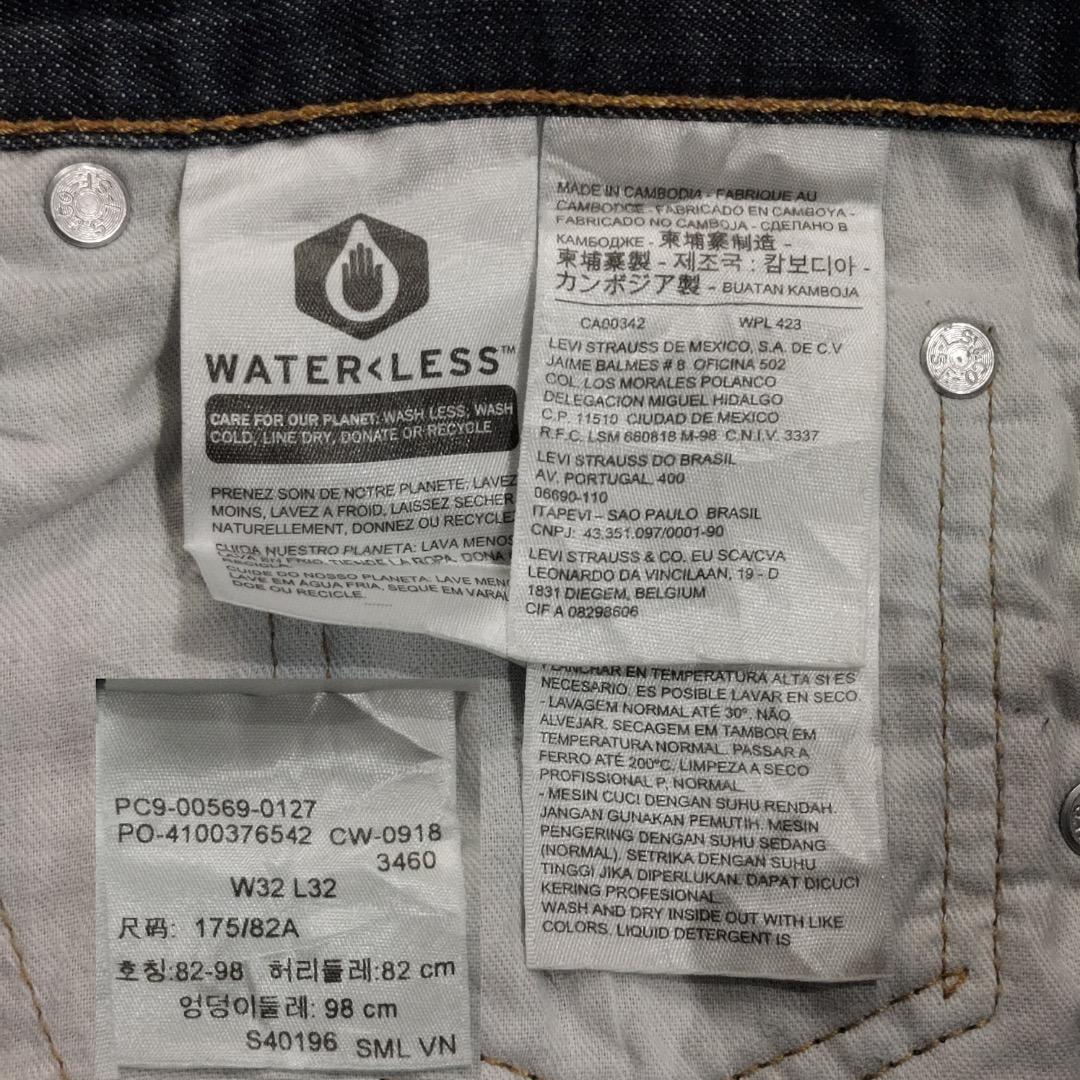 WATER<LESS™
CARE FOR OUR PLANET: WASH LESS, WASH
COLD, LINE DRY, DONATE OR RECYCLE
PRENEZ SOIN DE NOTRE PLANETE: LAVEZ
MOINS, LAVEZ A FROID, LAISSEZ SECHER
NATURELLEMENT, DONNEZ OU RECYCLE
CUIDA NUESTRO PLANETA: LAVA MENOS
LAVA EN FRIO, TIENDE LA ROPA, DONA
GUIDE DO NOSSO PLANETA: LAVE MEN
LAVE EM ÁGUA FRIA, SEQUE EM VARAL
DOE OU RECICLE.
MADE IN CAMBODIA - FABRIQUE AU
CAMBODGE - FABRICADO EN CAMBOYA -
FABRICADO NO CAMBOJA - СДЕЛАНО В
КАМБОДЖЕ - 柬埔寨制造 -
柬埔寨製 - 제조국 : 캄보디아 -
カンボジア製 - BUATAN KAMBOJA
CA00342 WPL 423
LEVI STRAUSS DE MEXICO, S.A. DE C.V
JAIME BALMES # 8 OFICINA 502
COL. LOS MORALES POLANCO
DELEGACION MIGUEL HIDALGO
C.P. 11510 CIUDAD DE MEXICO
R.F.C. LSM 660818 M-98 C.N.I.V. 3337
LEVI STRAUSS DO BRASIL
AV. PORTUGAL, 400
06690-110
ITAPEVI – SAO PAULO BRASIL
CNPJ: 43.351.097/0001-90
LEVI STRAUSS & CO. EU SCA/CVA
LEONARDO DA VINCILAAN, 19 - D
1831 DIEGEM, BELGIUM
CIF A 08298606
PLANCHAR EN TEMPERATURA ALTA SI ES
NECESARIO. ES POSIBLE LAVAR EN SECO.
- LAVAGEM NORMAL ATÉ 30°. NÃO
ALVEJAR. SECAGEM EM TAMBOR EM
TEMPERATURA NORMAL. PASSAR A
FERRO ATÉ 200°C. LIMPEZA A SECO
PROFISSIONAL P, NORMAL.
- MESIN CUCI DENGAN SUHU RENDAH.
JANGAN GUNAKAN PEMUTIH. MESIN
PENGERING DENGAN SUHU SEDANG
(NORMAL). SETRIKA DENGAN SUHU
TINGGI JIKA DIPERLUKAN. DAPAT DICUCI
KERING PROFESIONAL.
WASH AND DRY INSIDE OUT WITH LIKE
COLORS. LIQUID DETERGENT IS
PC9-00569-0127
PO-4100376542 CW-0918
3460
W32 L32
尺码: 175/82A
호칭:82-98 허리둘레:82 cm
엉덩이둘레: 98 cm
S40196 SML VN